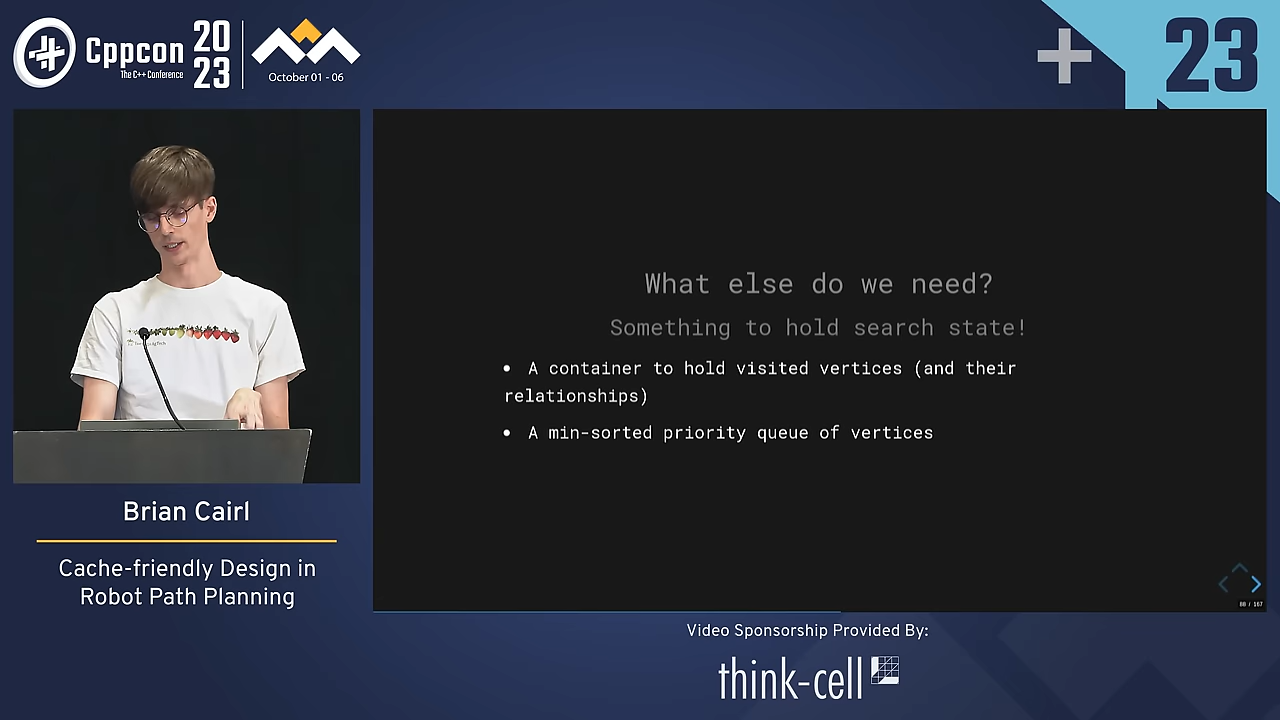 Cppcon
The C++ Conference
20
23
October 01 - 06
23
What else do we need?
Something to hold search state!
• A container to hold visited vertices (and their
relationships)
• A min-sorted priority queue of vertices
Brian Cairl
Cache-friendly Design in
Robot Path Planning
88 / 167
Video Sponsorship Provided By:
think-cell